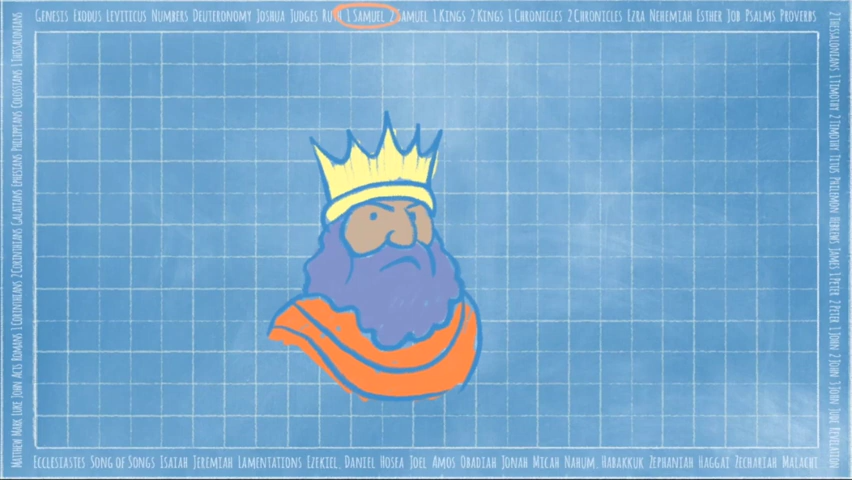 Genesis Exodus Leviticus Numbers Deuteronomy Joshua Judges Ruth 1 Samuel 2 Samuel 1 Kings 2 Kings 1 Chronicles 2 Chronicles Ezra Nehemiah Esther Job Psalms Proverbs
Ecclesiastes Song of Songs Isaiah Jeremiah Lamentations Ezekiel Daniel Hosea Joel Amos Obadiah Jonah Micah Nahum Habakkuk Zephaniah Haggai Zechariah Malachi
Matthew Mark Luke John Acts Romans 1 Corinthians 2 Corinthians Galatians Ephesians Philippians Colossians 1 Thessalonians
2 Thessalonians 1 Timothy 2 Timothy Titus Philemon Hebrews James 1 Peter 2 Peter 1 John 2 John 3 John Jude Revelation